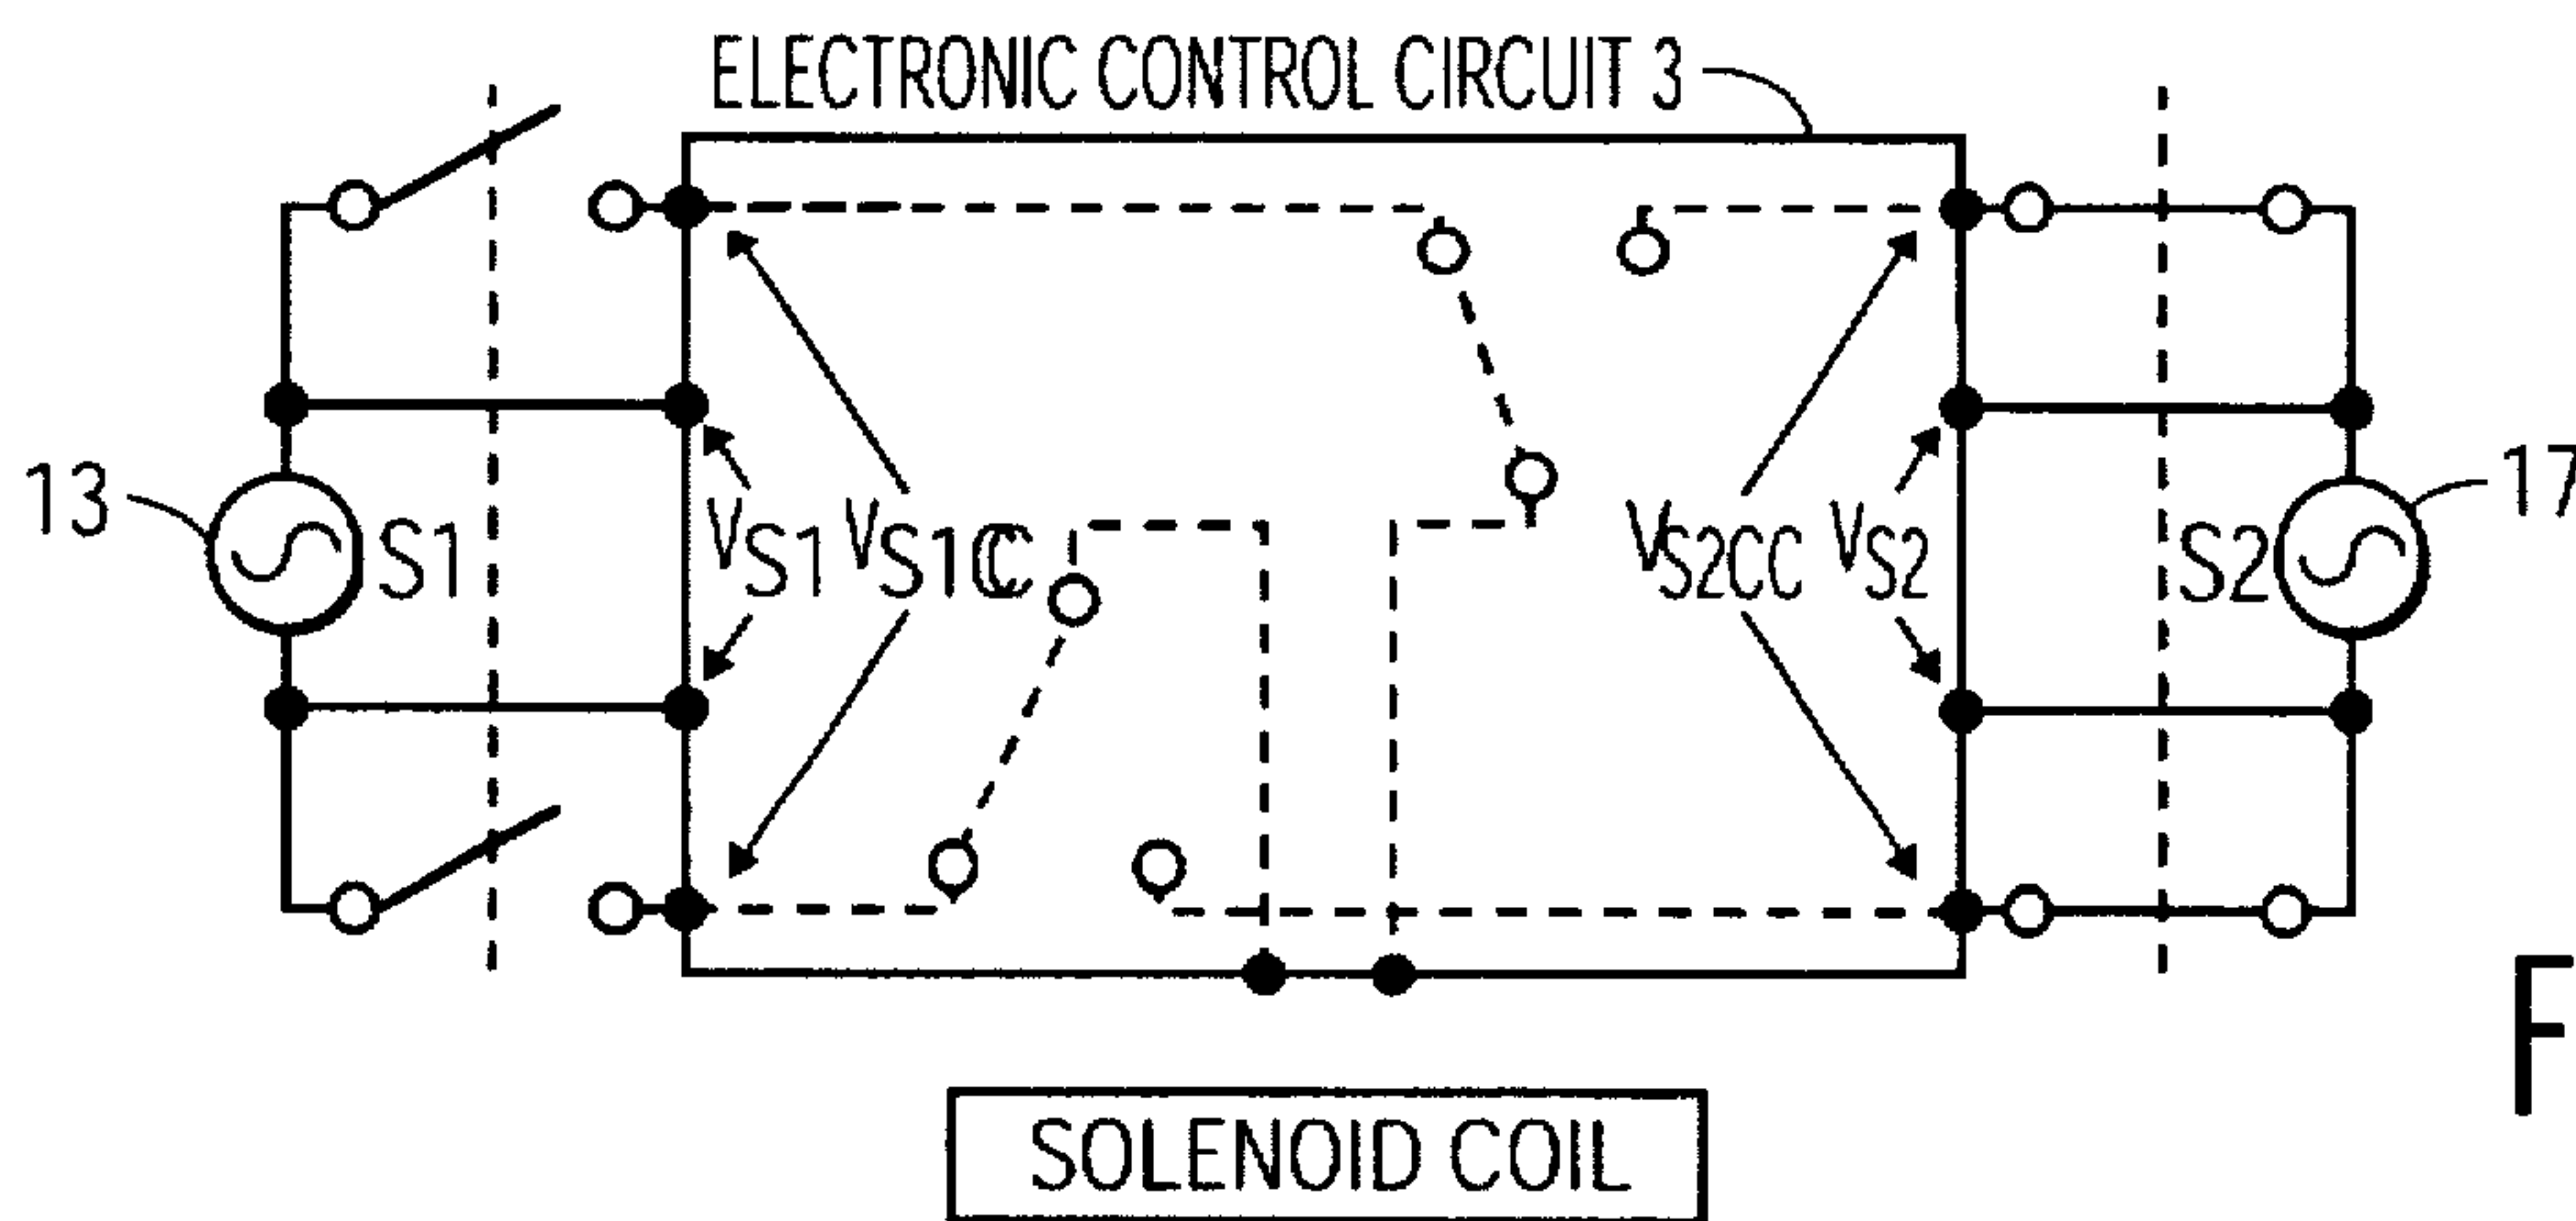 ELECTRONIC CONTROL CIRCUIT 3
13
S1
VS1
VS1CC
VS2CC
VS2
S2
17
SOLENOID COIL
F